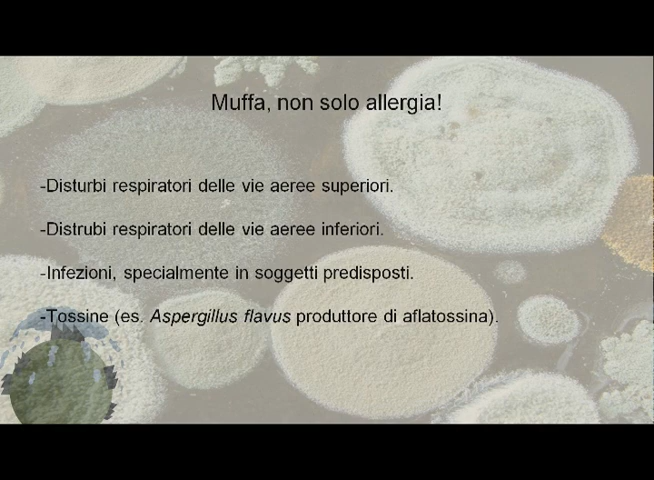 Muffa, non solo allergia!
-Disturbi respiratori delle vie aeree superiori.
-Distrubi respiratori delle vie aeree inferiori.
-Infezioni, specialmente in soggetti predisposti.
-Tossine (es. Aspergillus flavus produttore di aflatossina).